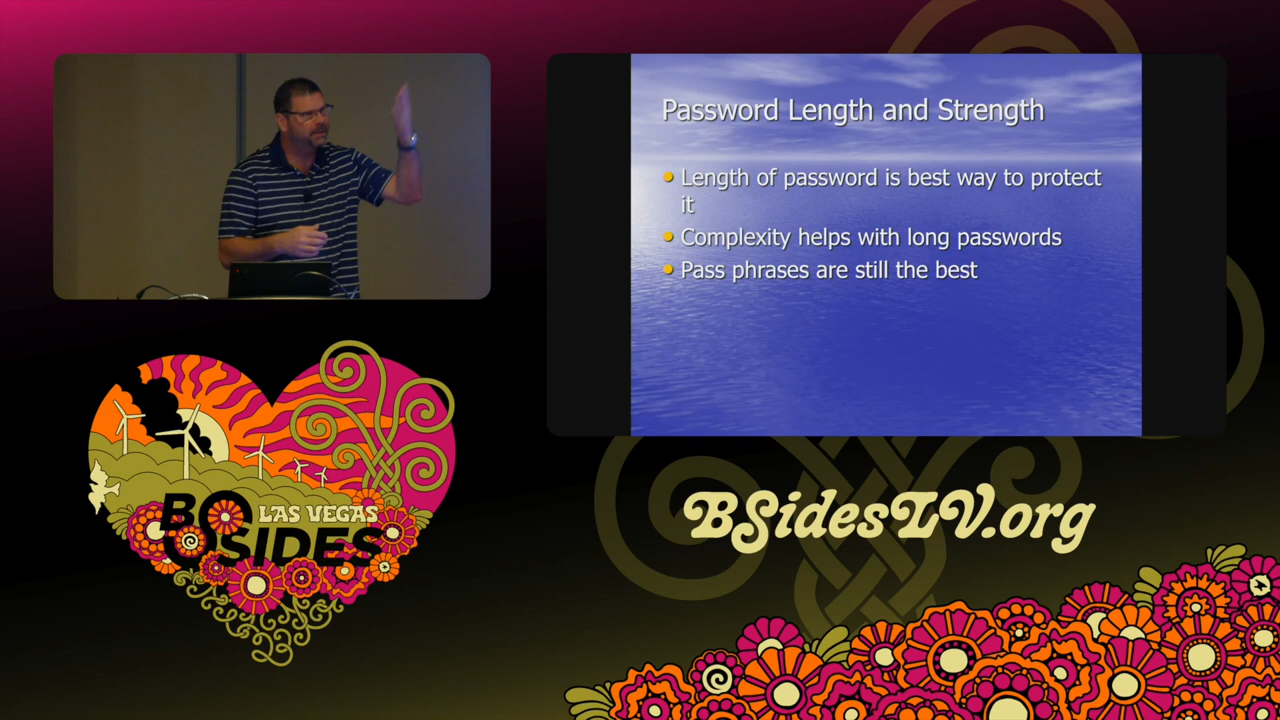 Password Length and Strength
Length of password is best way to protect
it
Complexity helps with long passwords
Pass phrases are still the best
BSidesLV.org
LAS VEGAS
BSIDES